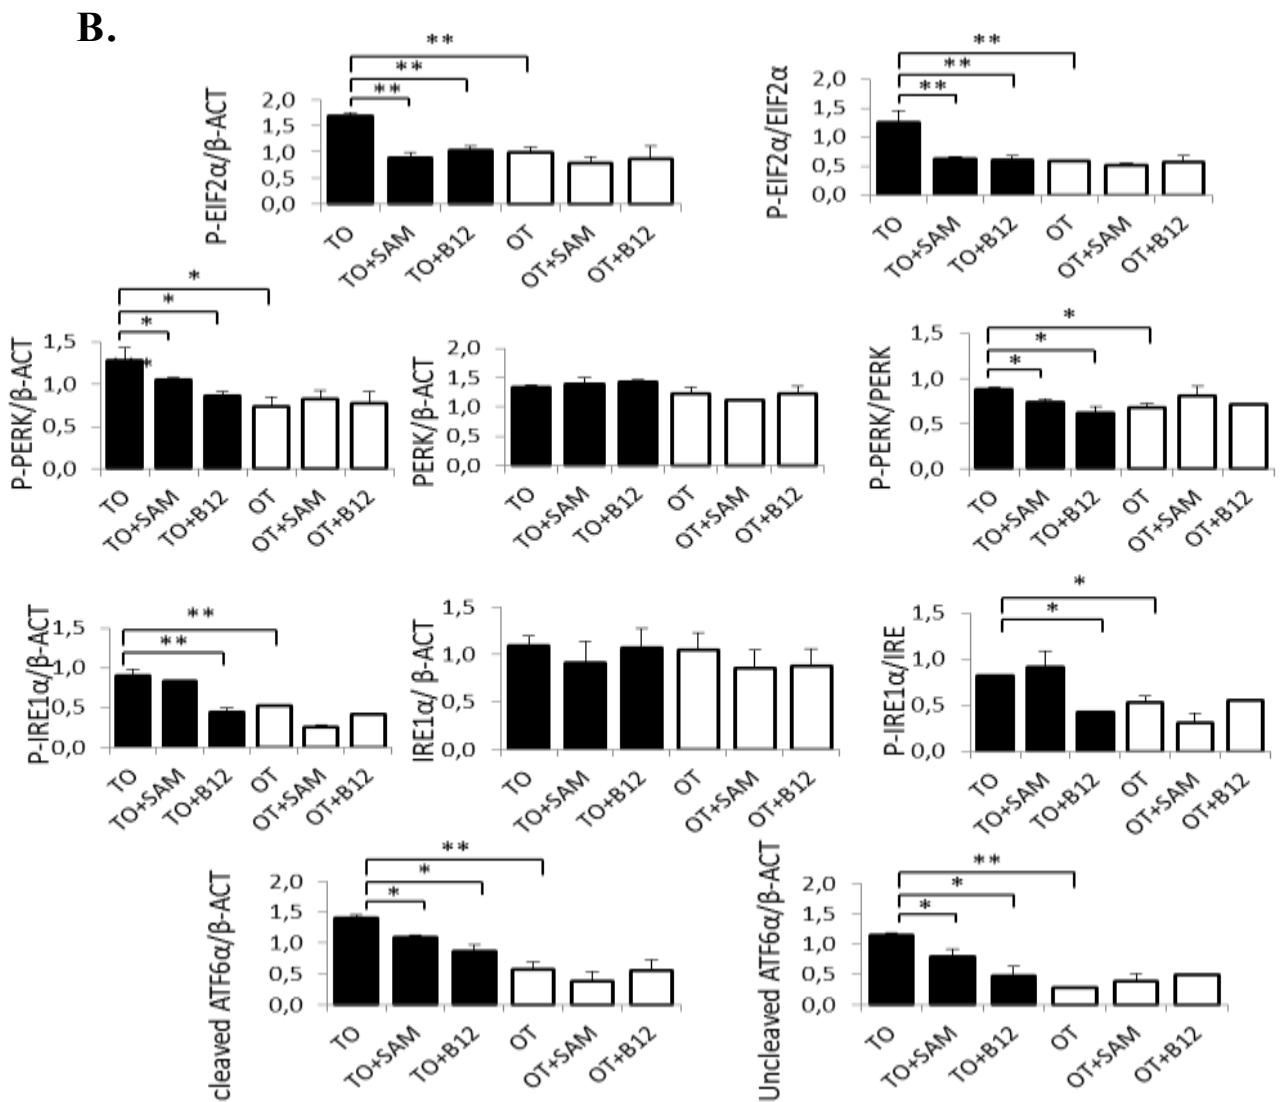 B.
**
**
**
P-EIF2α/β-ACT
2,0
1,5
1,0
0,5
0,0
TO
TO+SAM
TO+B12
OT
OT+SAM
OT+B12
**
**
**
P-EIF2α/EIF2α
2,0
1,5
1,0
0,5
0,0
TO
TO+SAM
TO+B12
OT
OT+SAM
OT+B12
*
*
*
*
P-PERK/β-ACT
1,5
1,0
0,5
0,0
TO
TO+SAM
TO+B12
OT
OT+SAM
OT+B12
PERK/β-ACT
2,0
1,5
1,0
0,5
0,0
TO
TO+SAM
TO+B12
OT
OT+SAM
OT+B12
*
*
*
P-PERK/PERK
1,5
1,0
0,5
0,0
TO
TO+SAM
TO+B12
OT
OT+SAM
OT+B12
**
**
P-IRE1α/β-ACT
1,5
1,0
0,5
0,0
TO
TO+SAM
TO+B12
OT
OT+SAM
OT+B12
IRE1α/ β-ACT
1,5
1,0
0,5
0,0
TO
TO+SAM
TO+B12
OT
OT+SAM
OT+B12
*
*
P-IRE1α/IRE
1,5
1,0
0,5
0,0
TO
TO+SAM
TO+B12
OT
OT+SAM
OT+B12
**
*
*
cleaved ATF6α/β-ACT
2,0
1,5
1,0
0,5
0,0
TO
TO+SAM
TO+B12
OT
OT+SAM
OT+B12
**
*
*
Uncleaved ATF6α/β-ACT
2,0
1,5
1,0
0,5
0,0
TO
TO+SAM
TO+B12
OT
OT+SAM
OT+B12